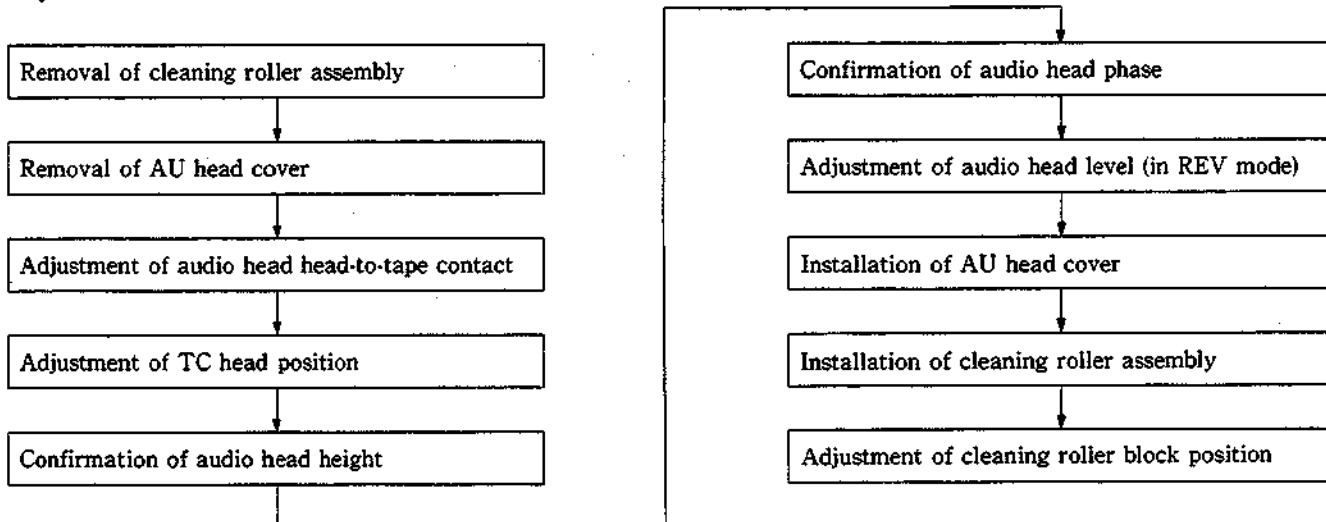 Removal of cleaning roller assembly
Removal of AU head cover
Adjustment of audio head head-to-tape contact
Adjustment of TC head position
Confirmation of audio head height
Confirmation of audio head phase
Adjustment of audio head level (in REV mode)
Installation of AU head cover
Installation of cleaning roller assembly
Adjustment of cleaning roller block position